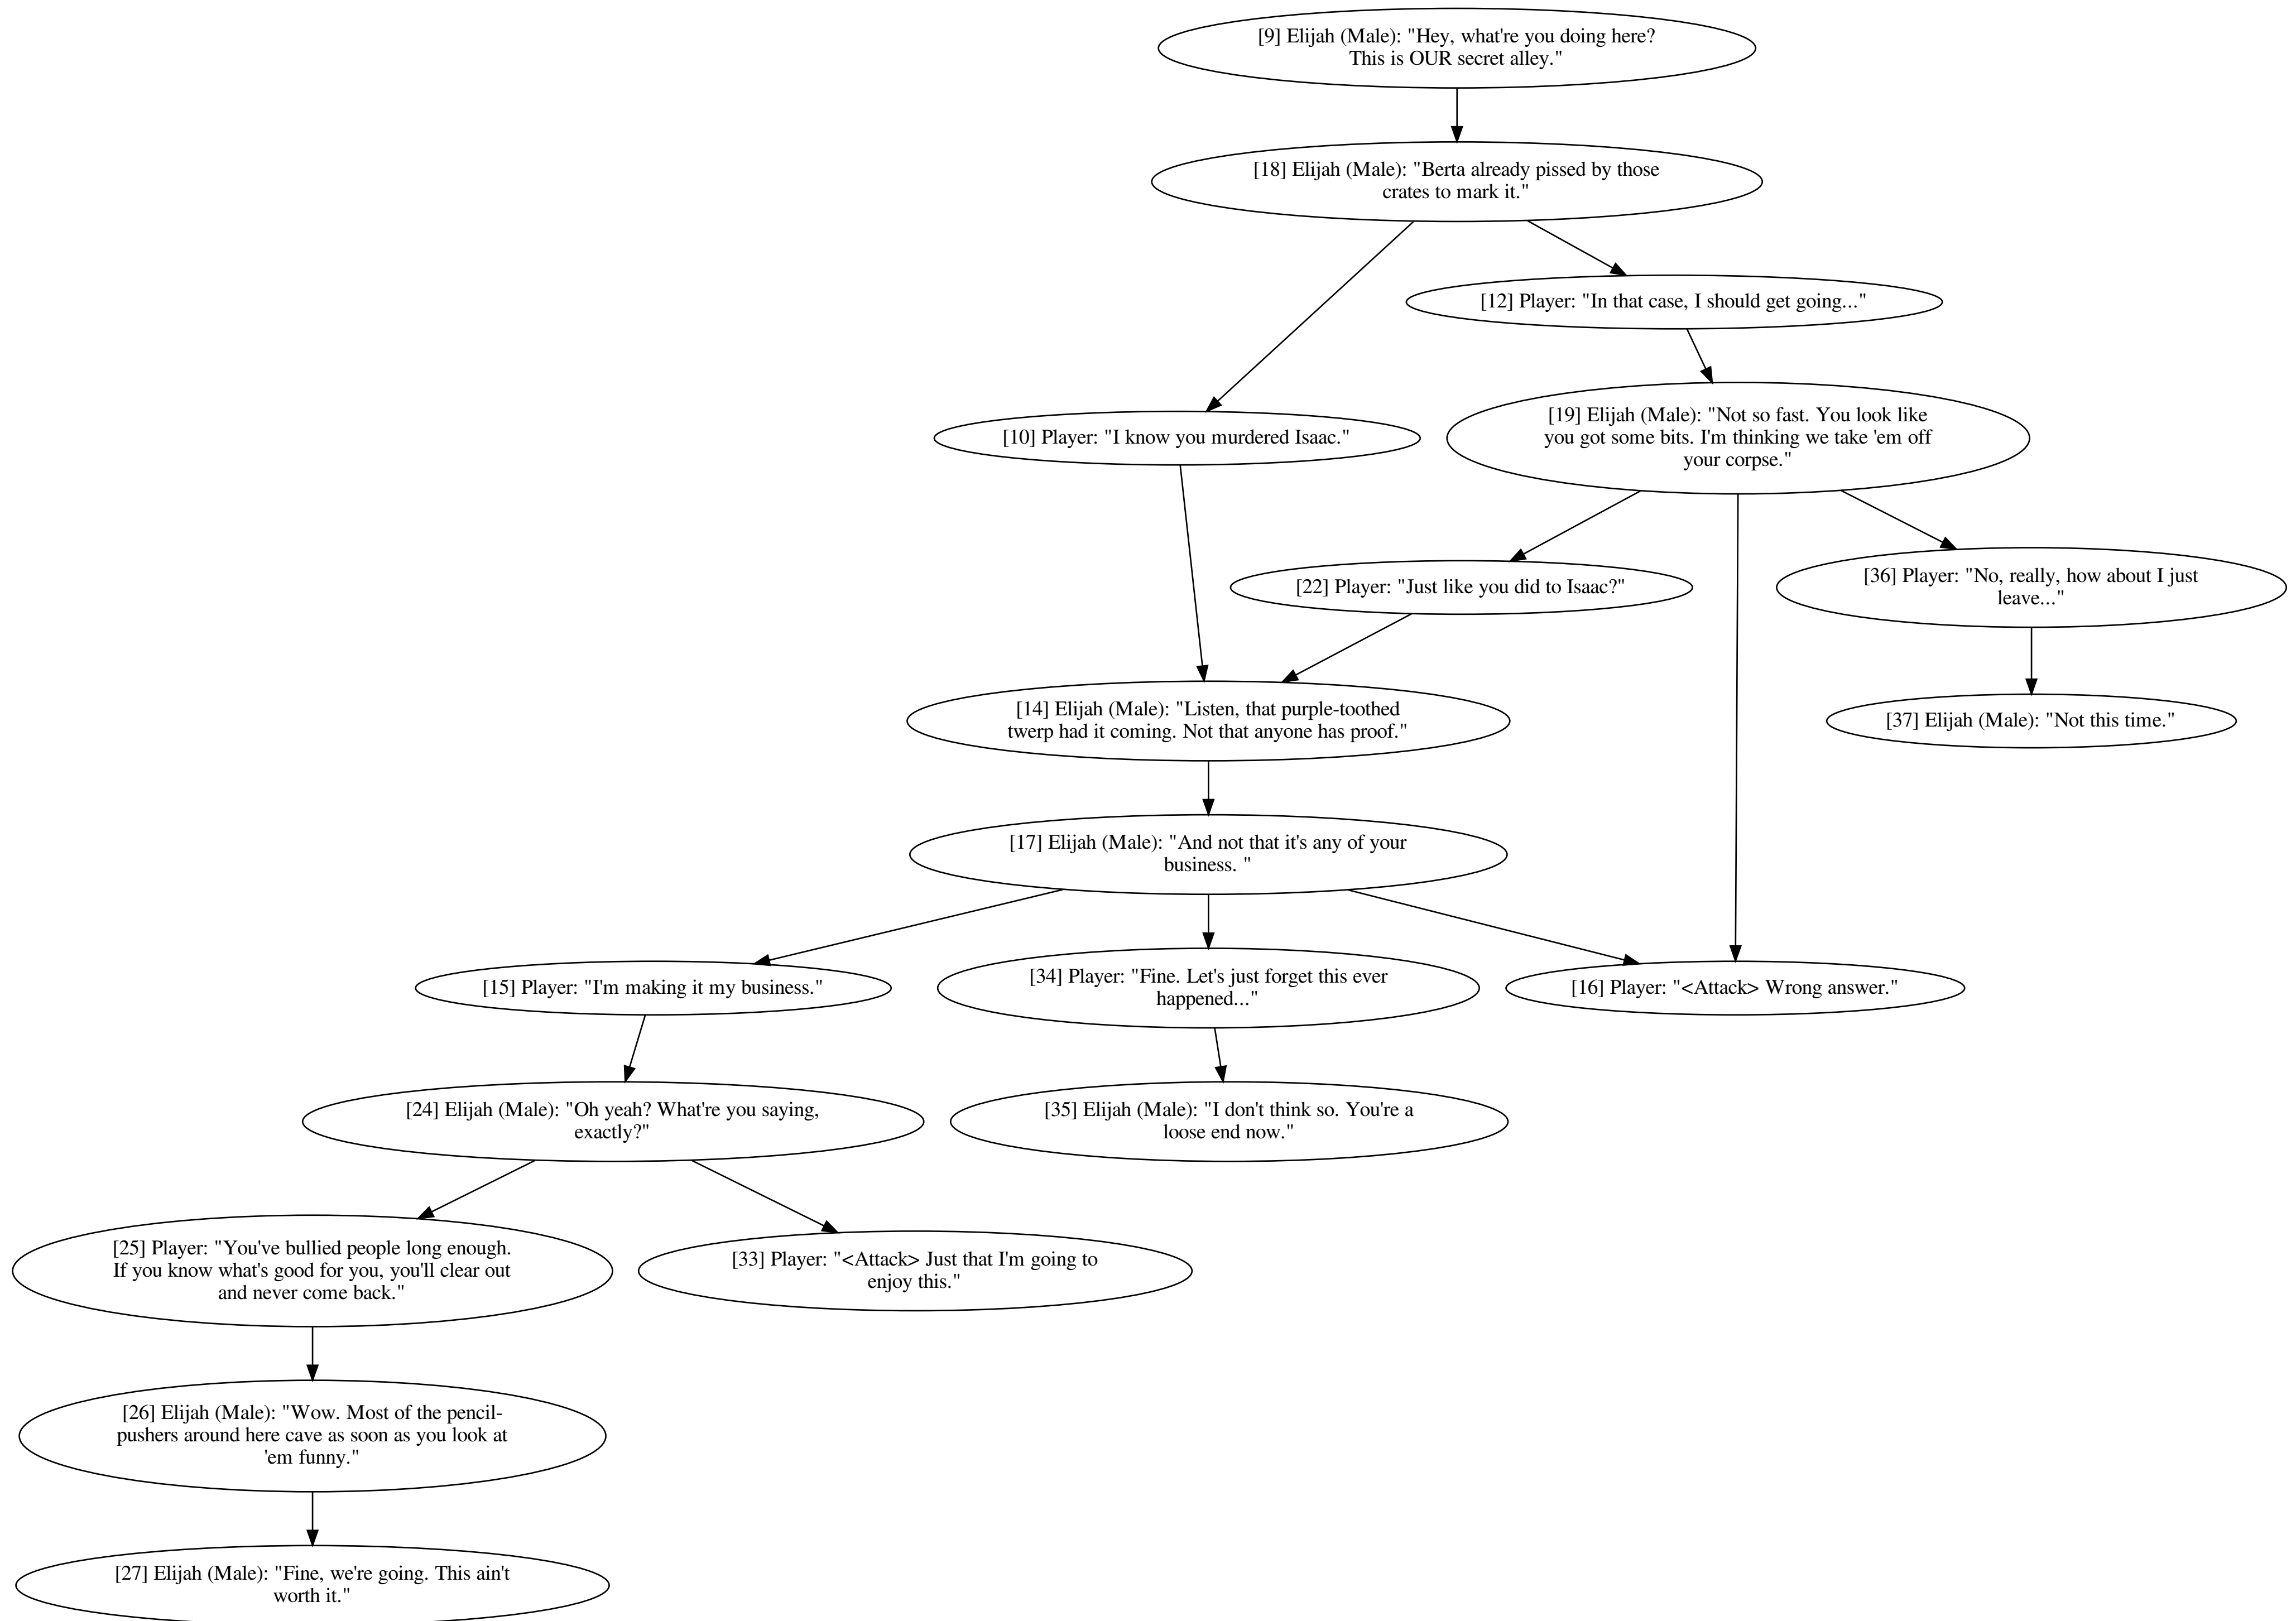 [9] Elijah (Male): "Hey, what're you doing here?
This is OUR secret alley."
[18] Elijah (Male): "Berta already pissed by those
crates to mark it."
[12] Player: "In that case, I should get going..."
[10] Player: "I know you murdered Isaac."
[19] Elijah (Male): "Not so fast. You look like
you got some bits. I'm thinking we take 'em off
your corpse."
[22] Player: "Just like you did to Isaac?"
[36] Player: "No, really, how about I just
leave..."
[14] Elijah (Male): "Listen, that purple-toothed
twerp had it coming. Not that anyone has proof."
[37] Elijah (Male): "Not this time."
[17] Elijah (Male): "And not that it's any of your
business. "
[15] Player: "I'm making it my business."
[34] Player: "Fine. Let's just forget this ever
happened..."
[16] Player: "<Attack> Wrong answer."
[24] Elijah (Male): "Oh yeah? What're you saying,
exactly?"
[35] Elijah (Male): "I don't think so. You're a
loose end now."
[25] Player: "You've bullied people long enough.
If you know what's good for you, you'll clear out
and never come back."
[33] Player: "<Attack> Just that I'm going to
enjoy this."
[26] Elijah (Male): "Wow. Most of the pencil-
pushers around here cave as soon as you look at
'em funny."
[27] Elijah (Male): "Fine, we're going. This ain't
worth it."